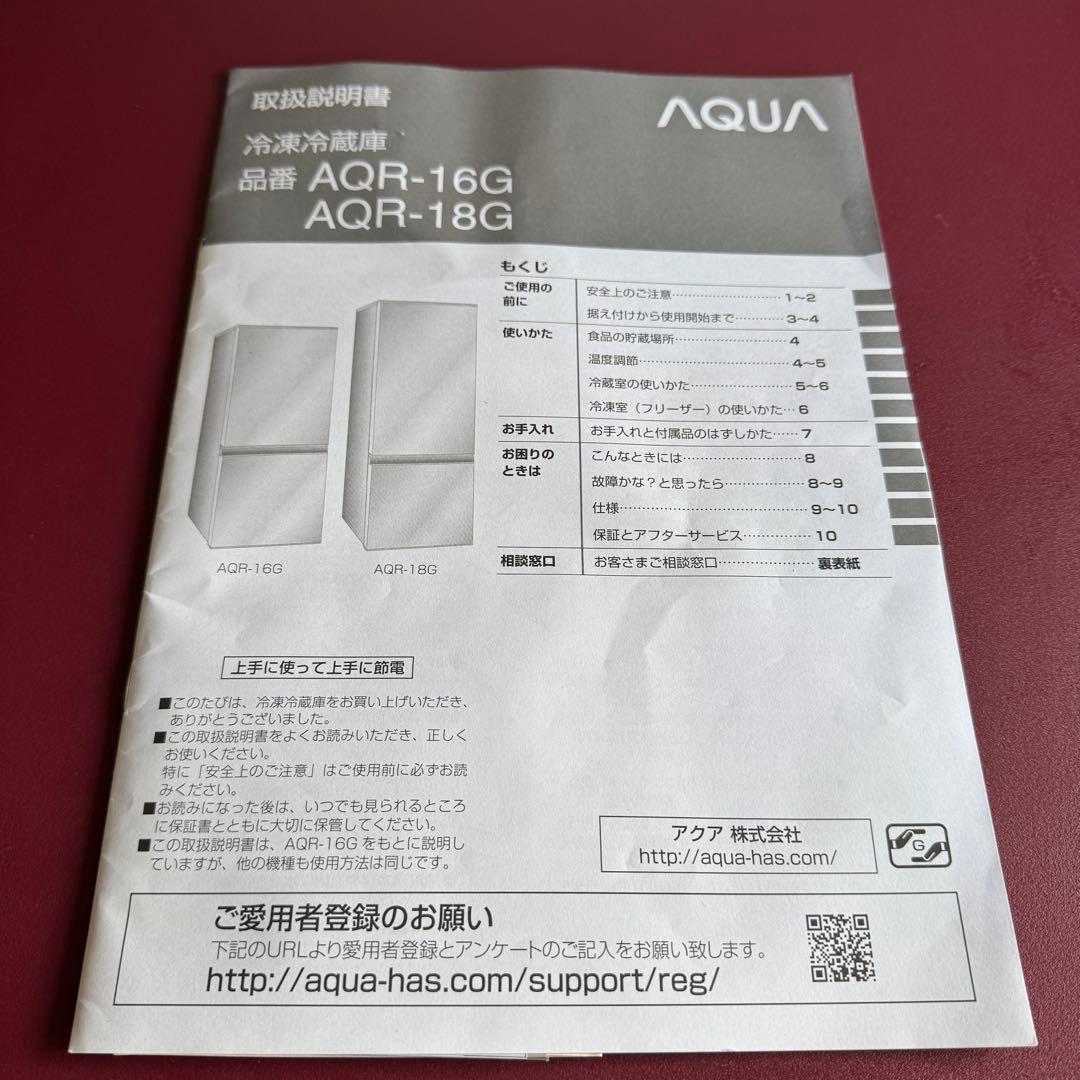 取扱説明書
AQUA
冷凍冷蔵庫
品番 AQR-16G
AQR-18G
もくじ
ご使用の
前に
安全上のご注意…………………………1〜2
据え付けから使用開始まで…………3〜4
使いかた
食品の貯蔵場所…………………………4
温度調節……………………………………4〜5
冷蔵室の使いかた………………………5〜6
冷凍室（フリーザー）の使いかた…6
お手入れ
お手入れと付属品のはずしかた……7
お困りの
ときは
こんなときには……………………………8
故障かな？と思ったら…………………8〜9
仕様……………………………………………9〜10
保証とアフターサービス……………10
相談窓口
お客さまご相談窓口……………………裏表紙
AQR-16G
AQR-18G
上手に使って上手に節電
■このたびは、冷凍冷蔵庫をお買い上げいただき、
ありがとうございました。
■この取扱説明書をよくお読みいただき、正しく
お使いください。
特に「安全上のご注意」はご使用前に必ずお読
みください。
■お読みになった後は、いつでも見られるところ
に保証書とともに大切に保管してください。
■この取扱説明書は、AQR-16Gをもとに説明し
ていますが、他の機種も使用方法は同じです。
アクア 株式会社
http://aqua-has.com/
G
ご愛用者登録のお願い
下記のURLより愛用者登録とアンケートのご記入をお願い致します。
http://aqua-has.com/support/reg/